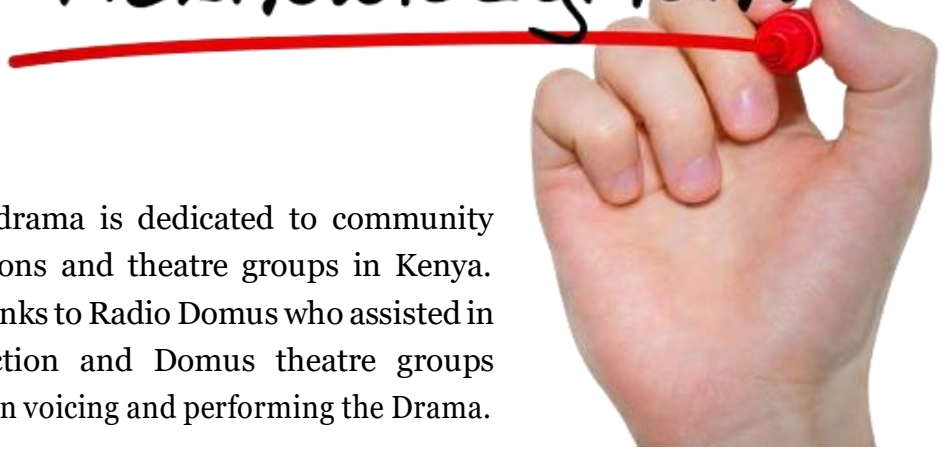 drama is dedicated to community
ons and theatre groups in Kenya.
nks to Radio Domus who assisted in
ction and Domus theatre groups
n voicing and performing the Drama.